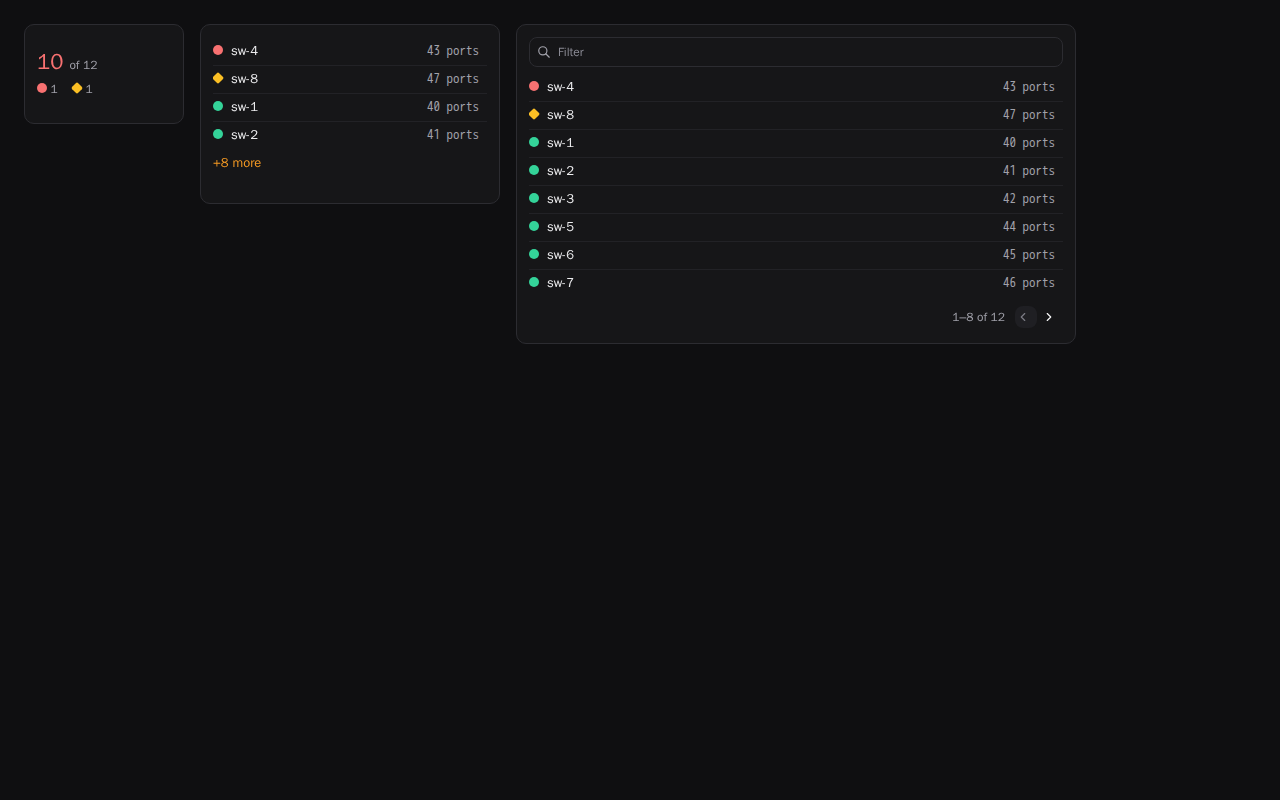 10 of 12
1 1
sw-4 43 ports
sw-8 47 ports
sw-1 40 ports
sw-2 41 ports
+8 more
Filter
sw-4 43 ports
sw-8 47 ports
sw-1 40 ports
sw-2 41 ports
sw-3 42 ports
sw-5 44 ports
sw-6 45 ports
sw-7 46 ports
1–8 of 12